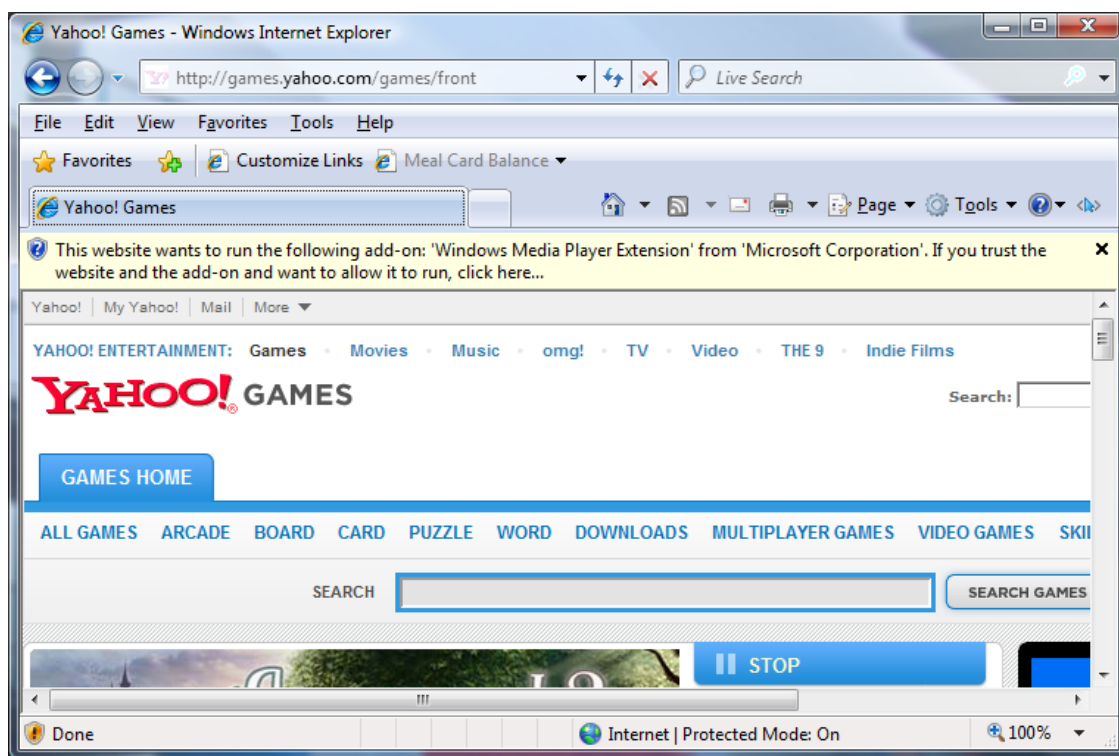 Yahoo! Games - Windows Internet Explorer
http://games.yahoo.com/games/front Live Search
File Edit View Favorites Tools Help
Favorites Customize Links Meal Card Balance
Yahoo! Games Page Tools
This website wants to run the following add-on: 'Windows Media Player Extension' from 'Microsoft Corporation'. If you trust the
website and the add-on and want to allow it to run, click here...
Yahoo! My Yahoo! Mail More
YAHOO! ENTERTAINMENT: Games Movies Music omg! TV Video THE 9 Indie Films
YAHOO!® GAMES Search:
GAMES HOME
ALL GAMES ARCADE BOARD CARD PUZZLE WORD DOWNLOADS MULTIPLAYER GAMES VIDEO GAMES
SEARCH SEARCH GAMES
STOP
Done Internet | Protected Mode: On 100%